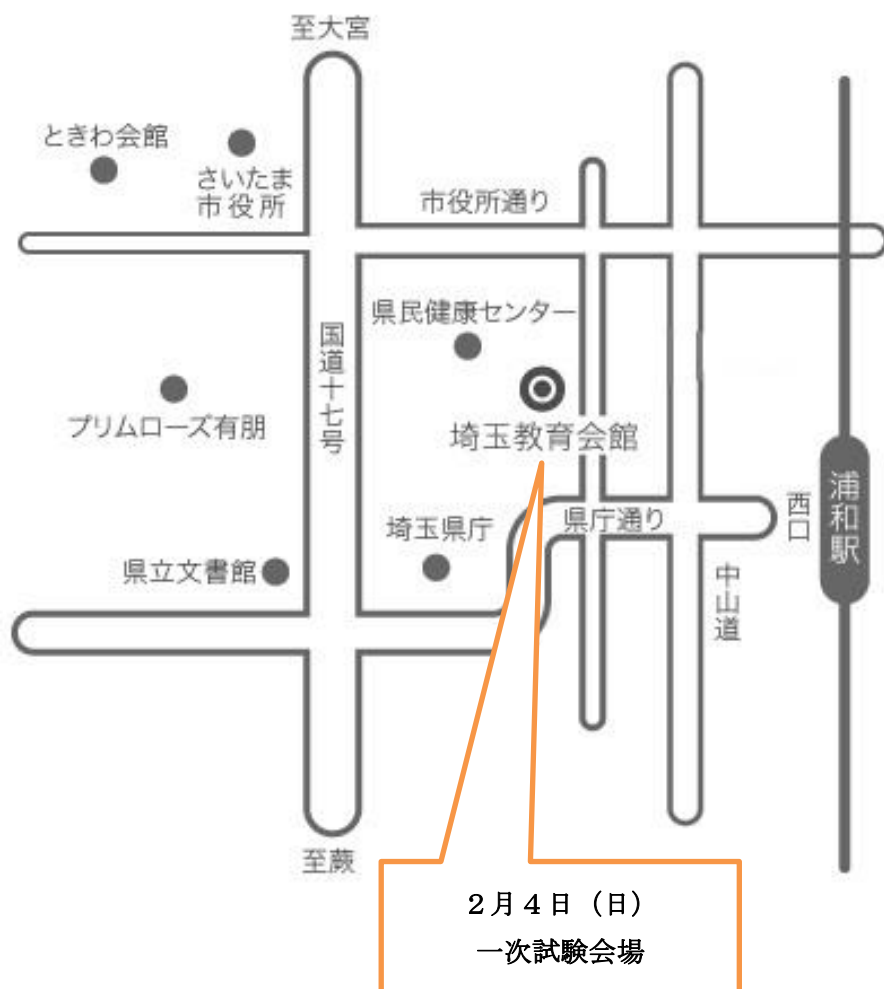 至大宮
ときわ会館
さいたま
市役所
市役所通り
県民健康センター
国道十七号
プリムローズ有朋
埼玉教育会館
西口
浦和駅
県庁通り
埼玉県庁
県立文書館
中山道
至蕨
2月4日（日）
一次試験会場